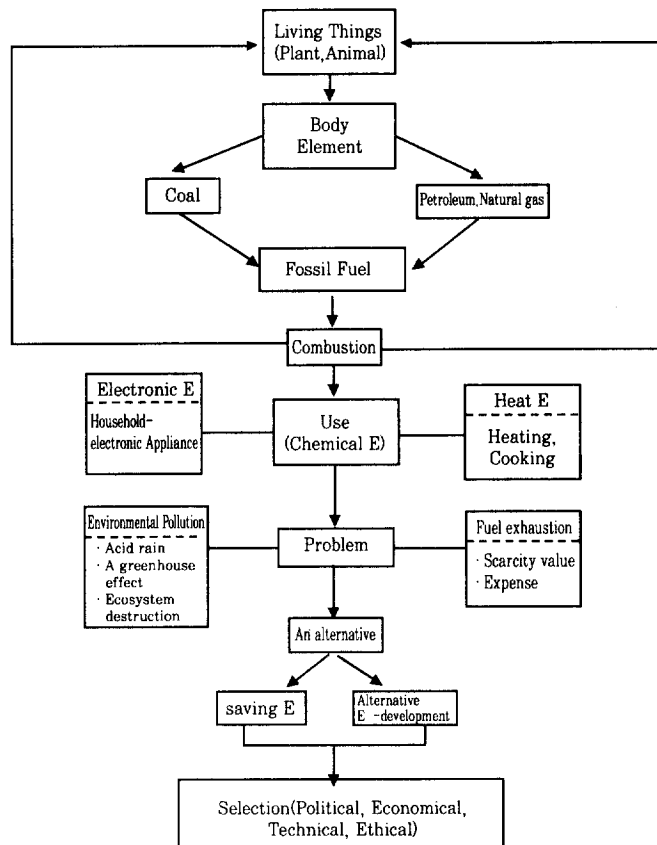 Living Things
(Plant,Animal)
Body
Element
Coal
Petroleum, Natural gas
Fossil Fuel
Combustion
Electronic E
Household-
electronic Appliance
Use
(Chemical E)
Heat E
Heating,
Cooking
Environmental Pollution
· Acid rain
· A greenhouse
effect
· Ecosystem
destruction
Problem
Fuel exhaustion
· Scarcity value
· Expense
An alternative
saving E
Alternative
E -development
Selection(Political, Economical,
Technical, Ethical)